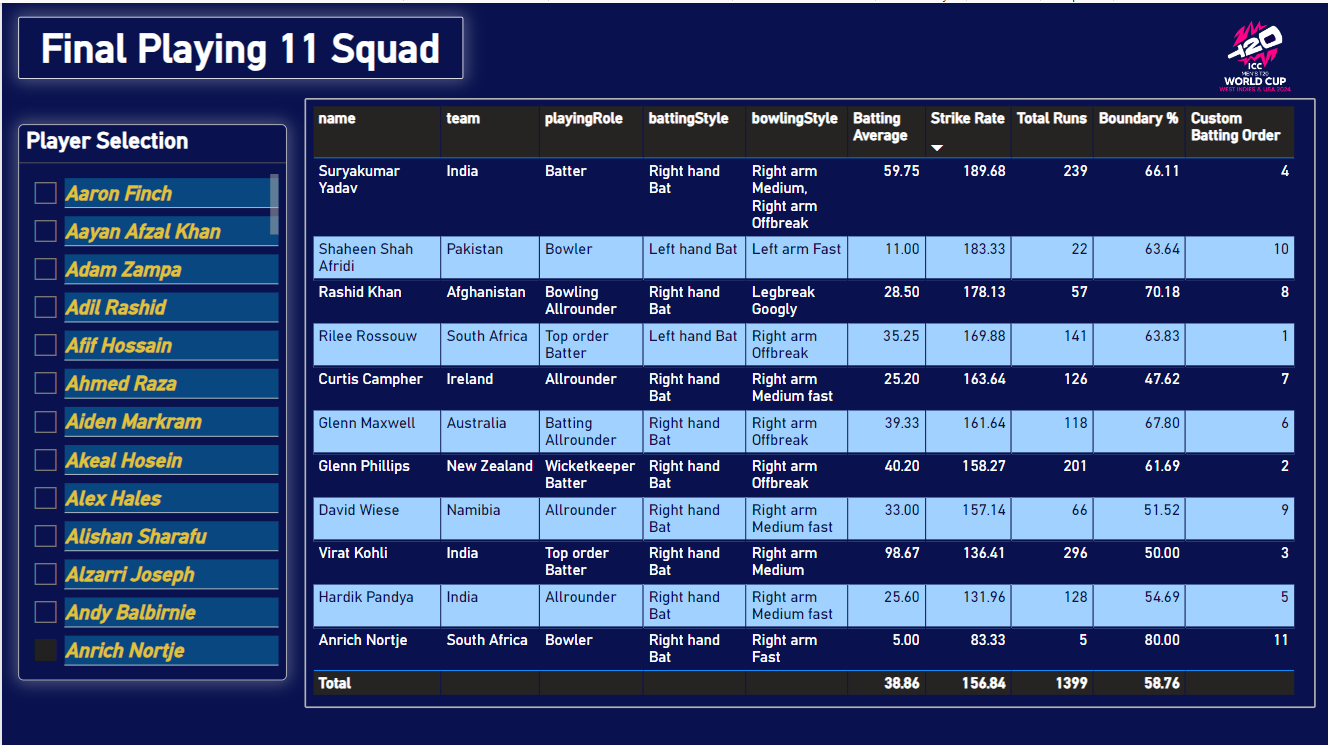 Final Playing 11 Squad
T20
ICC
MEN'S T20
WORLD CUP
WEST INDIES & USA 2024
Player Selection
Aaron Finch
Aayan Afzal Khan
Adam Zampa
Adil Rashid
Afif Hossain
Ahmed Raza
Aiden Markram
Akeal Hosein
Alex Hales
Alishan Sharafu
Alzarri Joseph
Andy Balbirnie
Anrich Nortje
name team playingRole battingStyle bowlingStyle Batting Strike Rate Total Runs Boundary % Custom
Average Batting Order
Suryakumar India Batter Right hand Right arm 59.75 189.68 239 66.11 4
Yadav Bat Medium,
Right arm
Offbreak
Shaheen Shah Pakistan Bowler Left hand Bat Left arm Fast 11.00 183.33 22 63.64 10
Afridi
Rashid Khan Afghanistan Bowling Right hand Legbreak 28.50 178.13 57 70.18 8
Allrounder Bat Googly
Rilee Rossouw South Africa Top order Left hand Bat Right arm 35.25 169.88 141 63.83 1
Batter Offbreak
Curtis Campher Ireland Allrounder Right hand Right arm 25.20 163.64 126 47.62 7
Bat Medium fast
Glenn Maxwell Australia Batting Right hand Right arm 39.33 161.64 118 67.80 6
Allrounder Bat Offbreak
Glenn Phillips New Zealand Wicketkeeper Right hand Right arm 40.20 158.27 201 61.69 2
Batter Bat Offbreak
David Wiese Namibia Allrounder Right hand Right arm 33.00 157.14 66 51.52 9
Bat Medium fast
Virat Kohli India Top order Right hand Right arm 98.67 136.41 296 50.00 3
Batter Bat Medium
Hardik Pandya India Allrounder Right hand Right arm 25.60 131.96 128 54.69 5
Bat Medium fast
Anrich Nortje South Africa Bowler Right hand Right arm 5.00 83.33 5 80.00 11
Bat Fast
Total 38.86 156.84 1399 58.76